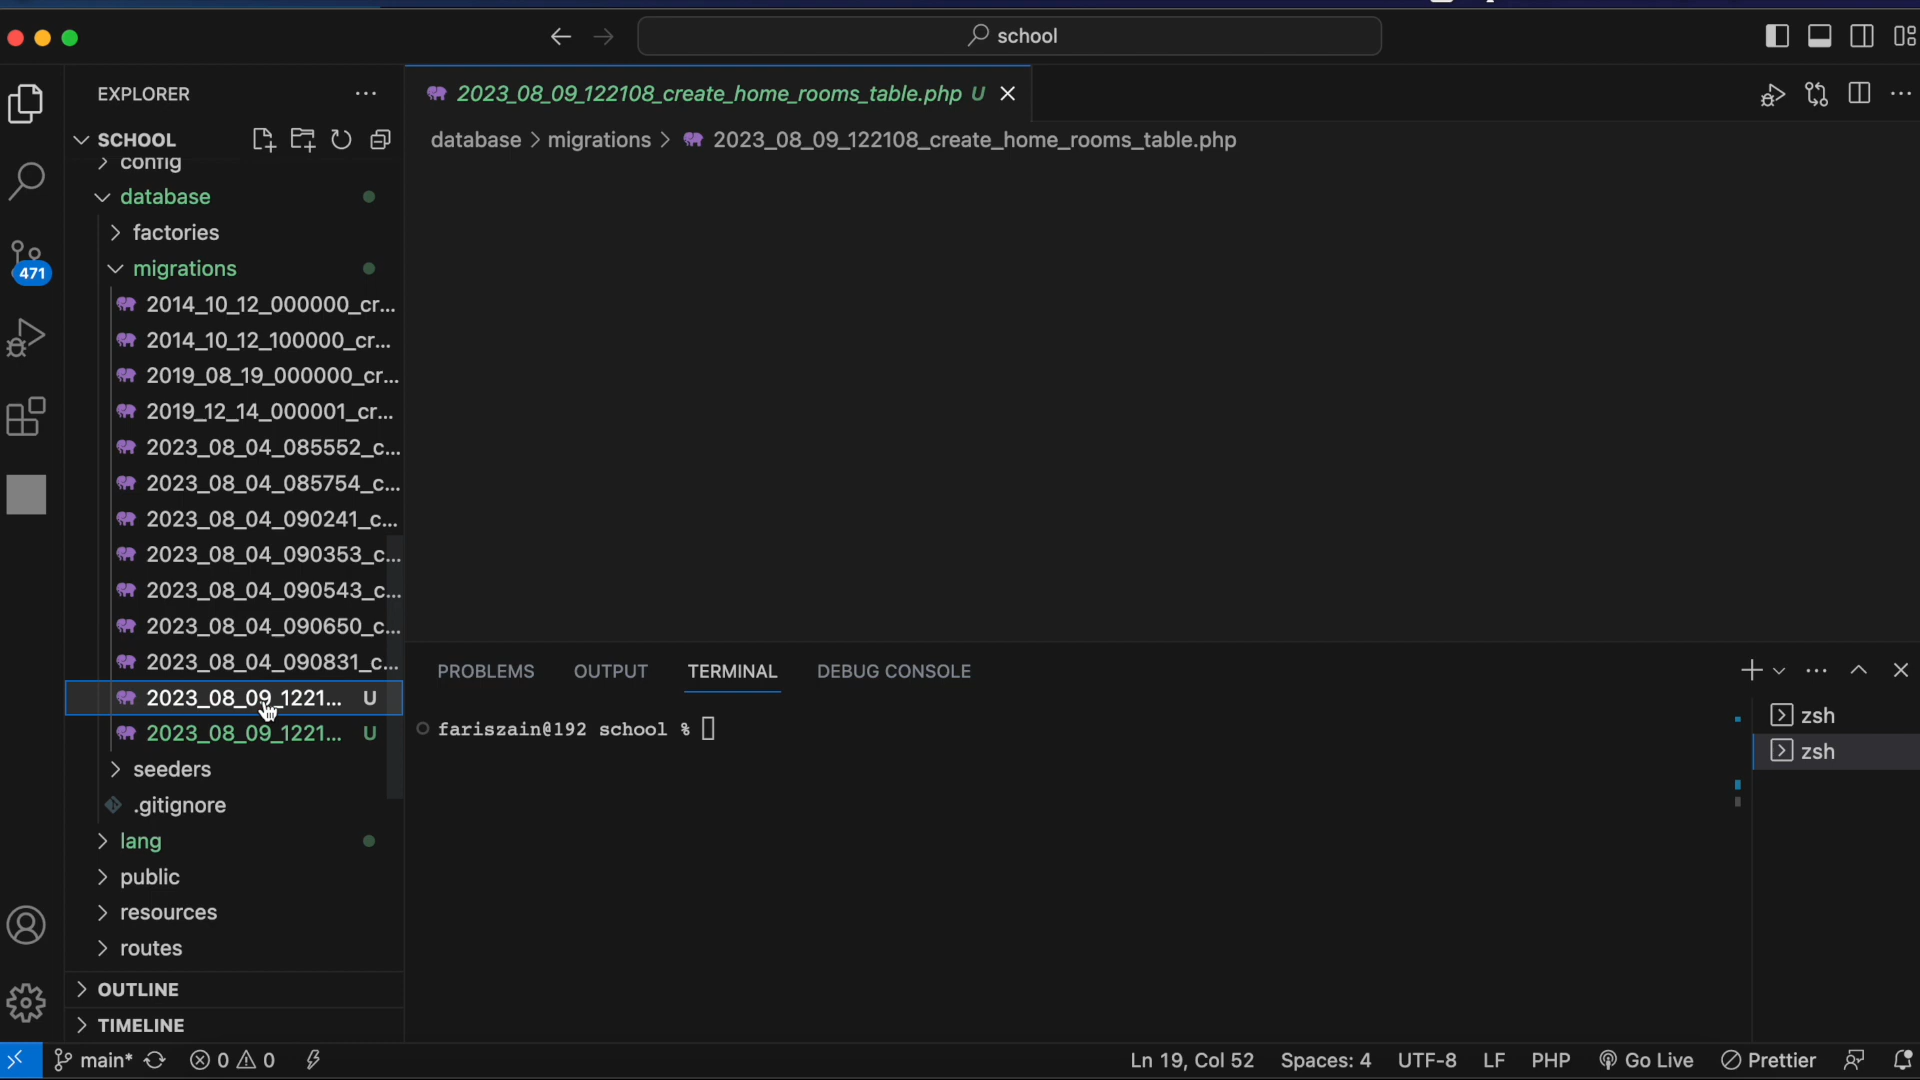 school
EXPLORER
SCHOOL
config
database
factories
migrations
2014_10_12_000000_cr...
2014_10_12_100000_cr...
2019_08_19_000000_cr...
2019_12_14_000001_cr...
2023_08_04_085552_c...
2023_08_04_085754_c...
2023_08_04_090241_c...
2023_08_04_090353_c...
2023_08_04_090543_c...
2023_08_04_090650_c...
2023_08_04_090831_c...
2023_08_09_1221... U
2023_08_09_1221... U
seeders
.gitignore
lang
public
resources
routes
OUTLINE
TIMELINE
471
2023_08_09_122108_create_home_rooms_table.php U
database > migrations > 2023_08_09_122108_create_home_rooms_table.php
PROBLEMS OUTPUT TERMINAL DEBUG CONSOLE
fariszain@192 school %
zsh
zsh
main* 0 0 Ln 19, Col 52 Spaces: 4 UTF-8 LF PHP Go Live Prettier